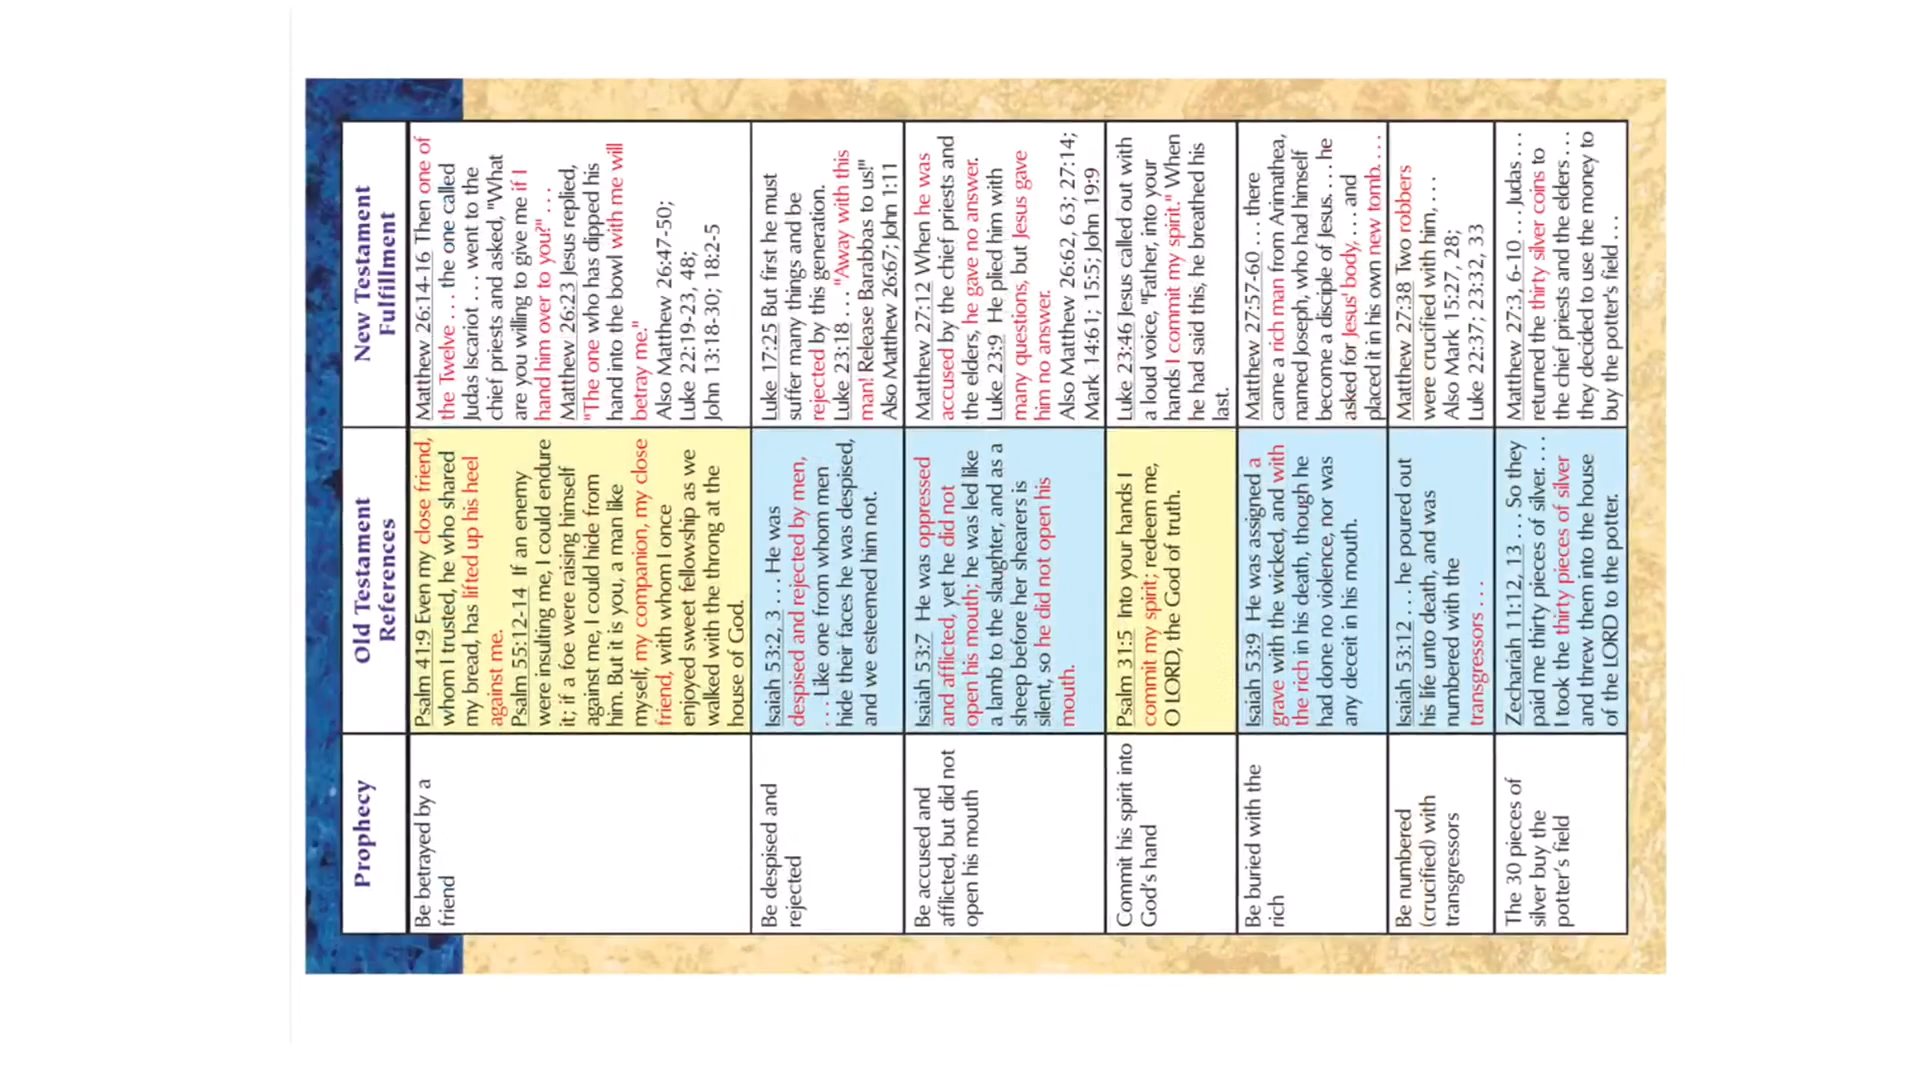 Prophecy
Old Testament
References
New Testament
Fulfillment
Be betrayed by a
friend
Psalm 41:9 Even my close friend,
whom I trusted, he who shared
my bread, has lifted up his heel
against me.
Psalm 55:12-14 If an enemy
were insulting me, I could endure
it; if a foe were raising himself
against me, I could hide from
him. But it is you, a man like
myself, my companion, my close
friend, with whom I once
enjoyed sweet fellowship as we
walked with the throng at the
house of God.
Matthew 26:14-16 Then one of
the Twelve . . . the one called
Judas Iscariot . . . went to the
chief priests and asked, "What
are you willing to give me if I
hand him over to you?" . . .
Matthew 26:23 Jesus replied,
"The one who has dipped his
hand into the bowl with me will
betray me."
Also Matthew 26:47-50;
Luke 22:19-23, 48;
John 13:18-30; 18:2-5
Be despised and
rejected
Isaiah 53:2, 3 . . . He was
despised and rejected by men,
. . . Like one from whom men
hide their faces he was despised,
and we esteemed him not.
Luke 17:25 But first he must
suffer many things and be
rejected by this generation.
Luke 23:18 . . . "Away with this
man! Release Barabbas to us!"
Also Matthew 26:67; John 1:11
Be accused and
afflicted, but did not
open his mouth
Isaiah 53:7 He was oppressed
and afflicted, yet he did not
open his mouth; he was led like
a lamb to the slaughter, and as a
sheep before her shearers is
silent, so he did not open his
mouth.
Matthew 27:12 When he was
accused by the chief priests and
the elders, he gave no answer.
Luke 23:9 He plied him with
many questions, but Jesus gave
him no answer.
Also Matthew 26:62, 63; 27:14;
Mark 14:61; 15:5; John 19:9
Commit his spirit into
God's hand
Psalm 31:5 Into your hands I
commit my spirit; redeem me,
O LORD, the God of truth.
Luke 23:46 Jesus called out with
a loud voice, "Father, into your
hands I commit my spirit." When
he had said this, he breathed his
last.
Be buried with the
rich
Isaiah 53:9 He was assigned a
grave with the wicked, and with
the rich in his death, though he
had done no violence, nor was
any deceit in his mouth.
Matthew 27:57-60 . . . there
came a rich man from Arimathea,
named Joseph, who had himself
become a disciple of Jesus. . . . he
asked for Jesus' body, . . . and
placed it in his own new tomb. . . .
Be numbered
(crucified) with
transgressors
Isaiah 53:12 . . . he poured out
his life unto death, and was
numbered with the
transgressors . . .
Matthew 27:38 Two robbers
were crucified with him, . . .
Also Mark 15:27, 28;
Luke 22:37; 23:32, 33
The 30 pieces of
silver buy the
potter's field
Zechariah 11:12, 13 . . . So they
paid me thirty pieces of silver. . . .
I took the thirty pieces of silver
and threw them into the house
of the LORD to the potter.
Matthew 27:3, 6-10 . . . Judas . . .
returned the thirty silver coins to
the chief priests and the elders . . .
they decided to use the money to
buy the potter's field . . .